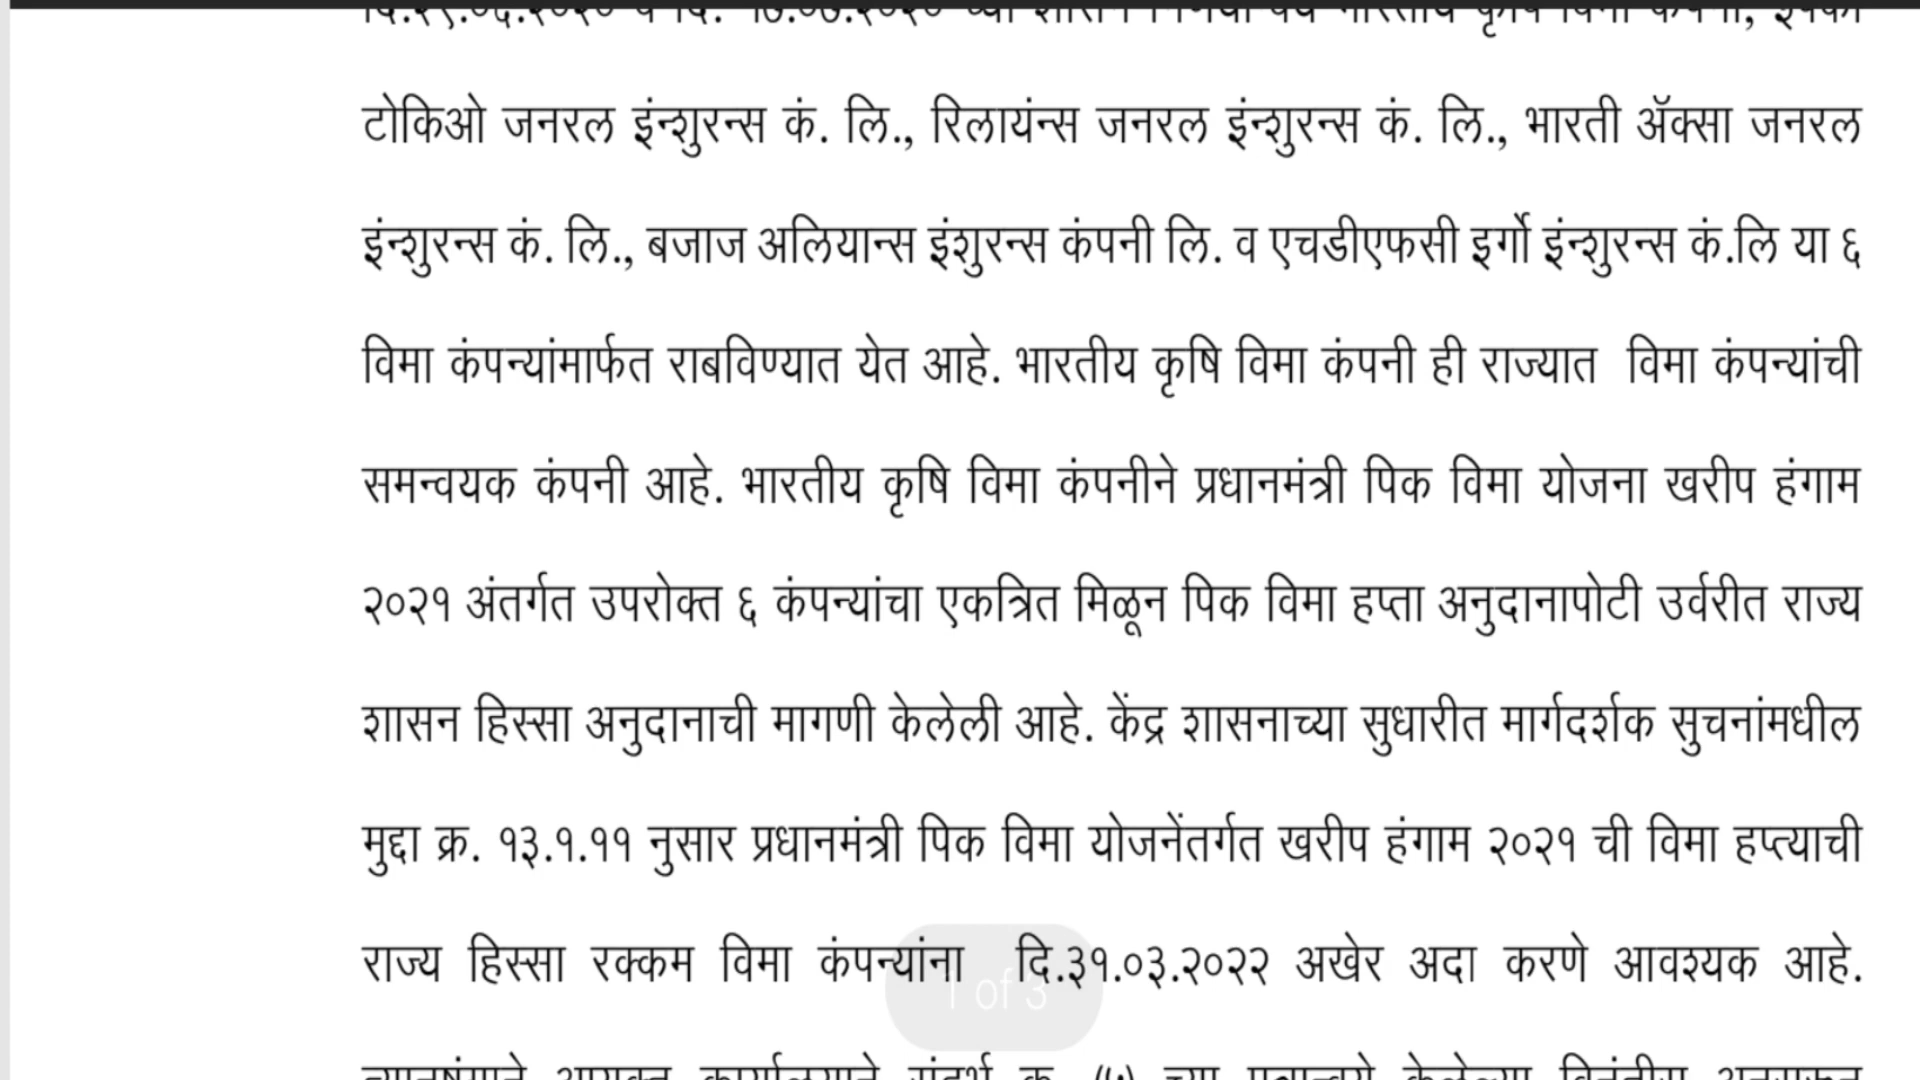 टोकिओ जनरल इंन्शुरन्स कं. लि., रिलायंन्स जनरल इंन्शुरन्स कं. लि., भारती ॲक्सा जनरल
इंन्शुरन्स कं. लि., बजाज अलियान्स इंशुरन्स कंपनी लि. व एचडीएफसी इर्गो इंन्शुरन्स कं.लि या ६
विमा कंपन्यांमार्फत राबविण्यात येत आहे. भारतीय कृषि विमा कंपनी ही राज्यात विमा कंपन्यांची
समन्वयक कंपनी आहे. भारतीय कृषि विमा कंपनीने प्रधानमंत्री पिक विमा योजना खरीप हंगाम
२०२१ अंतर्गत उपरोक्त ६ कंपन्यांचा एकत्रित मिळून पिक विमा हप्ता अनुदानापोटी उर्वरीत राज्य
शासन हिस्सा अनुदानाची मागणी केलेली आहे. केंद्र शासनाच्या सुधारीत मार्गदर्शक सुचनांमधील
मुद्दा क्र. १३.१.११ नुसार प्रधानमंत्री पिक विमा योजनेंतर्गत खरीप हंगाम २०२१ ची विमा हप्त्याची
राज्य हिस्सा रक्कम विमा कंपन्यांना दि.३१.०३.२०२२ अखेर अदा करणे आवश्यक आहे.
1 of 3